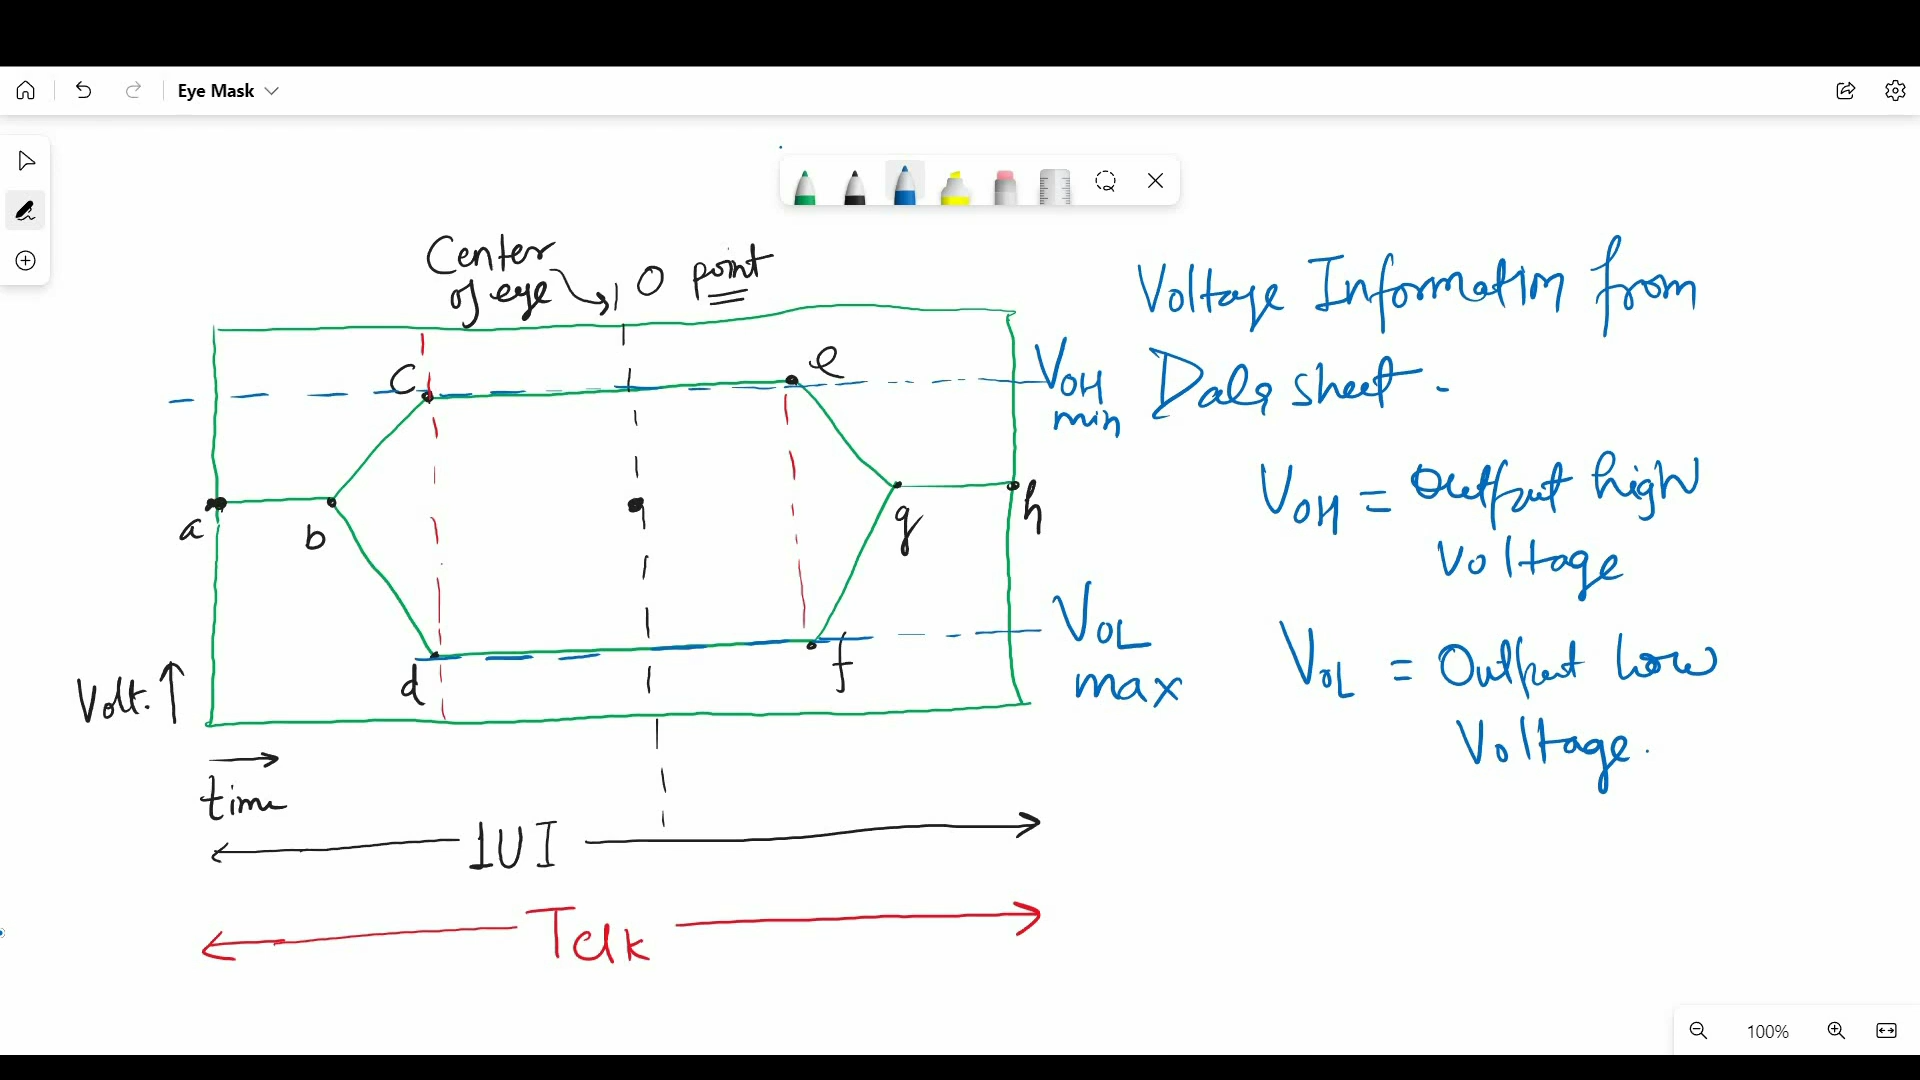 Eye Mask
Center
of eye
0 point
Voltage Information from
Data sheet.
c
e
VOH
min
a
b
g
h
VOH = Output high
Voltage
VOL
max
d
f
VOL = Output Low
Voltage.
Volt.
time
1UI
Tclk
100%